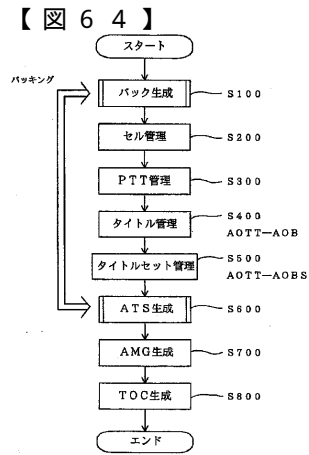 【図64】
スタート
パッキング
パック生成
S100
セル管理
S200
PTT管理
S300
タイトル管理
S400
AOTT—AOB
タイトルセット管理
S500
AOTT—AOBS
ATS生成
S600
AMG生成
S700
TOC生成
S800
エンド